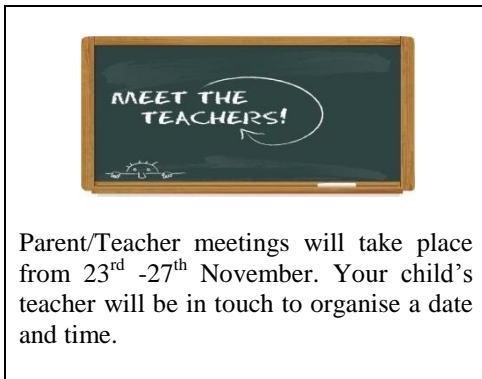 MEET THE
TEACHERS!
Parent/Teacher meetings will take place
from 23rd -27th November. Your child's
teacher will be in touch to organise a date
and time.